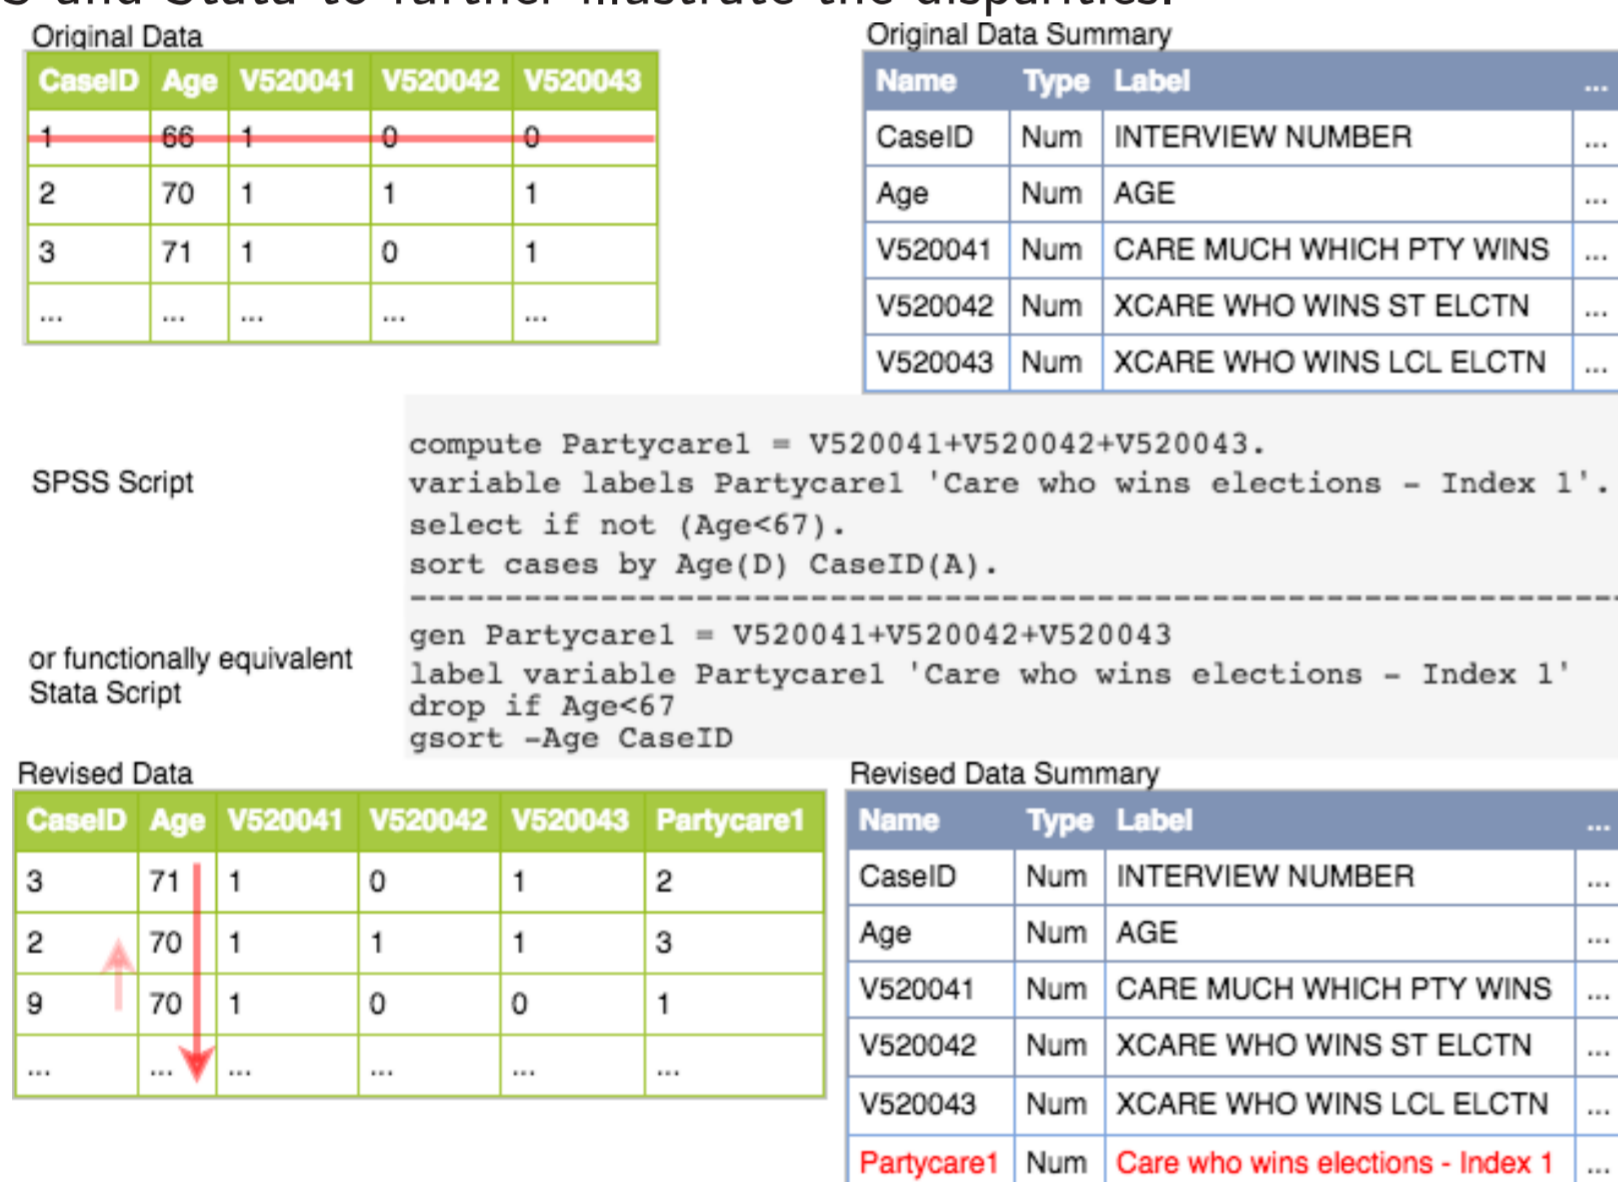 S and Stata to further illustrate the disparities.
Original Data
CaseID Age V520041 V520042 V520043
1 66 1 0 0
2 70 1 1 1
3 71 1 0 1
... ... ... ... ...
Original Data Summary
Name Type Label ...
CaseID Num INTERVIEW NUMBER ...
Age Num AGE ...
V520041 Num CARE MUCH WHICH PTY WINS ...
V520042 Num XCARE WHO WINS ST ELCTN ...
V520043 Num XCARE WHO WINS LCL ELCTN ...
SPSS Script
compute Partycare1 = V520041+V520042+V520043.
variable labels Partycare1 'Care who wins elections - Index 1'.
select if not (Age<67).
sort cases by Age(D) CaseID(A).
----------------------------------------------------------------
or functionally equivalent
Stata Script
gen Partycare1 = V520041+V520042+V520043
label variable Partycare1 'Care who wins elections - Index 1'
drop if Age<67
gsort -Age CaseID
Revised Data
CaseID Age V520041 V520042 V520043 Partycare1
3 71 1 0 1 2
2 70 1 1 1 3
9 70 1 0 0 1
... ... ... ... ... ...
Revised Data Summary
Name Type Label ...
CaseID Num INTERVIEW NUMBER ...
Age Num AGE ...
V520041 Num CARE MUCH WHICH PTY WINS ...
V520042 Num XCARE WHO WINS ST ELCTN ...
V520043 Num XCARE WHO WINS LCL ELCTN ...
Partycare1 Num Care who wins elections - Index 1 ...